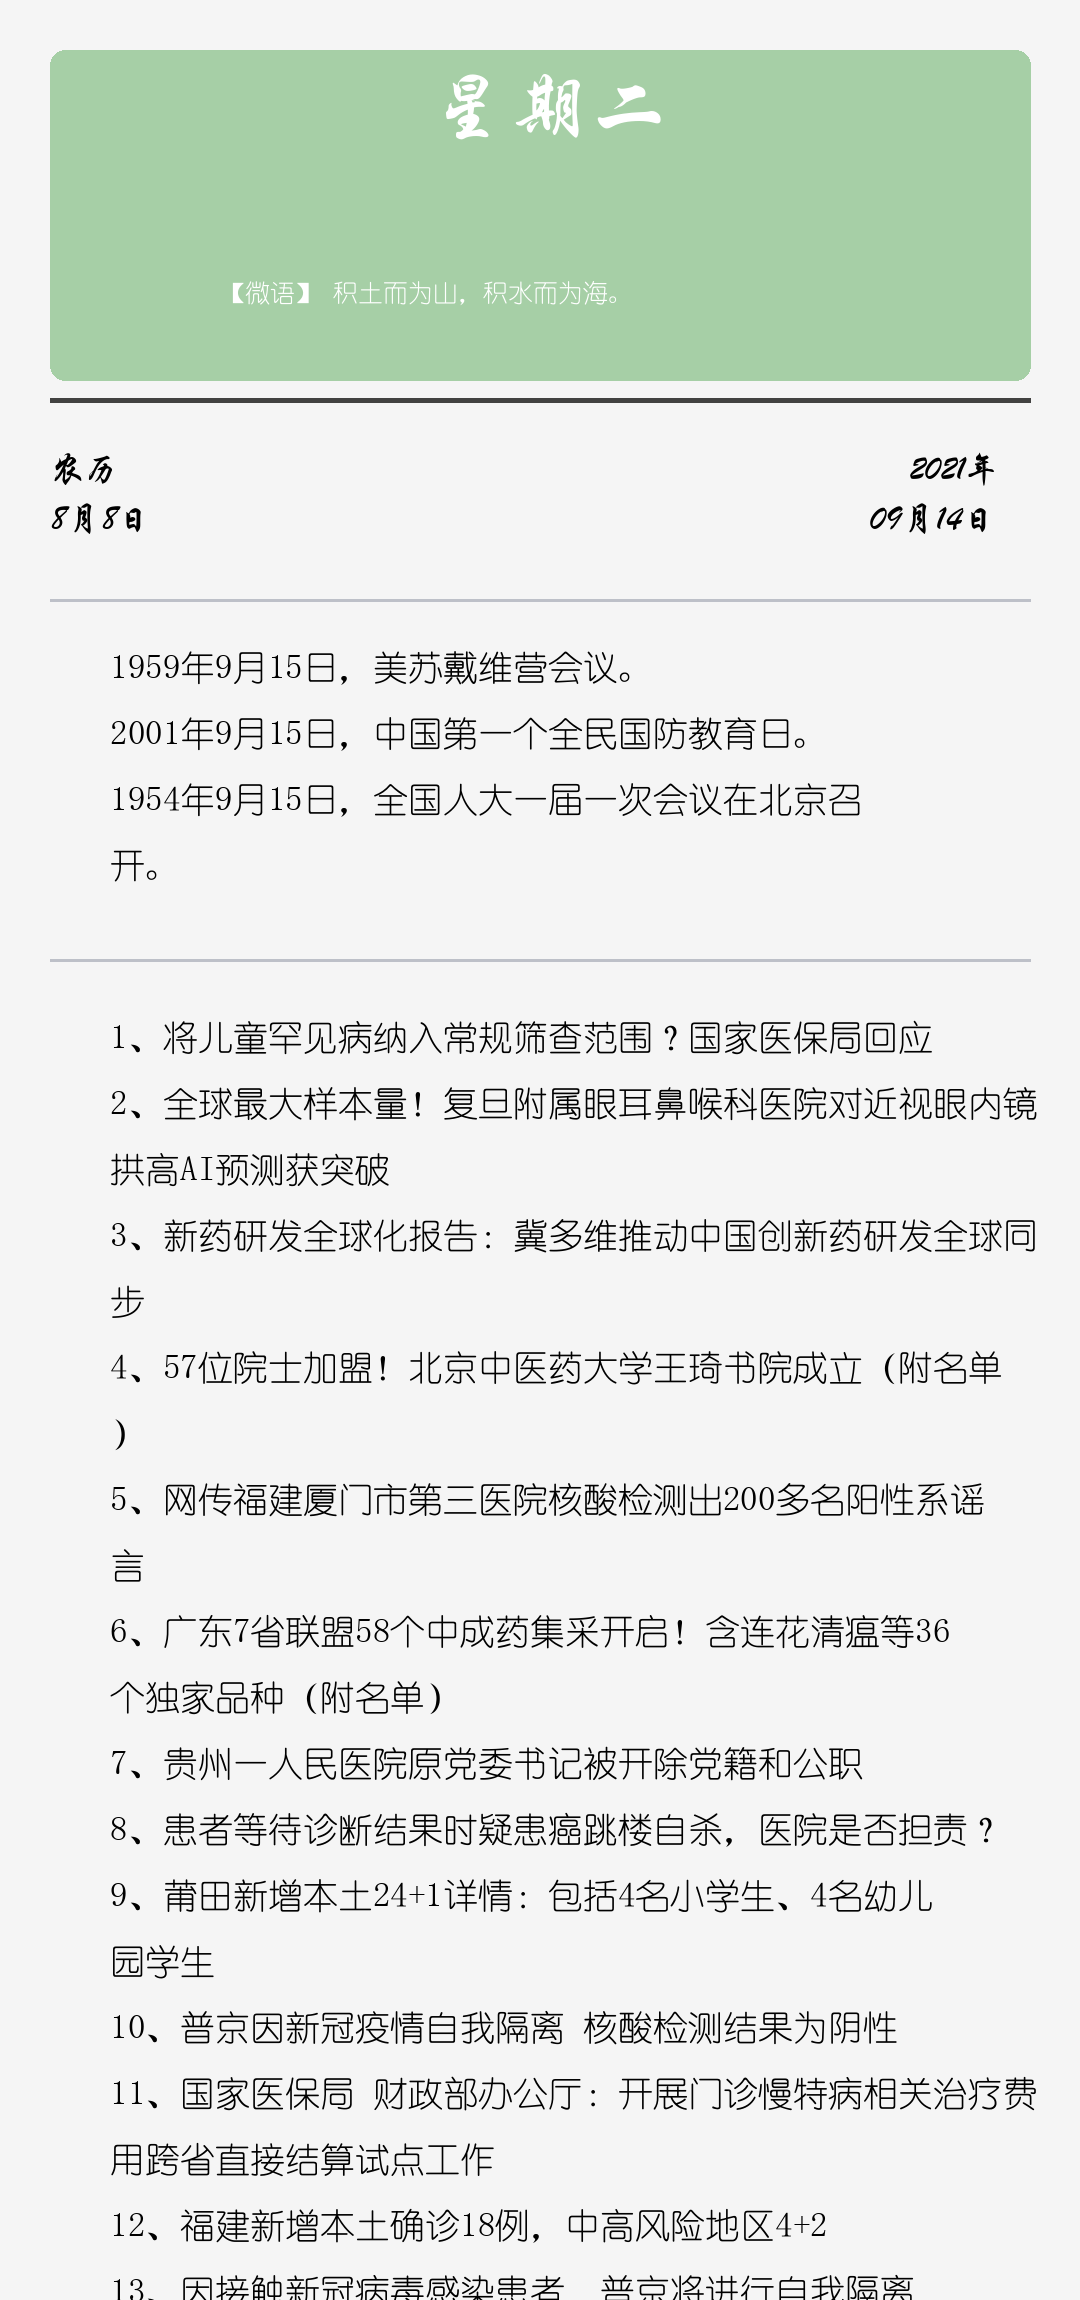 星期二
【微语】 积土而为山，积水而为海。
农历
2021年
8月8日
09月14日
1959年9月15日，美苏戴维营会议。
2001年9月15日，中国第一个全民国防教育日。
1954年9月15日，全国人大一届一次会议在北京召
开。
1、将儿童罕见病纳入常规筛查范围？国家医保局回应
2、全球最大样本量！复旦附属眼耳鼻喉科医院对近视眼内镜
拱高AI预测获突破
3、新药研发全球化报告：冀多维推动中国创新药研发全球同
步
4、57位院士加盟！北京中医药大学王琦书院成立（附名单
）
5、网传福建厦门市第三医院核酸检测出200多名阳性系谣
言
6、广东7省联盟58个中成药集采开启！含连花清瘟等36
个独家品种（附名单）
7、贵州一人民医院原党委书记被开除党籍和公职
8、患者等待诊断结果时疑患癌跳楼自杀，医院是否担责？
9、莆田新增本土24+1详情：包括4名小学生、4名幼儿
园学生
10、普京因新冠疫情自我隔离 核酸检测结果为阴性
11、国家医保局 财政部办公厅：开展门诊慢特病相关治疗费
用跨省直接结算试点工作
12、福建新增本土确诊18例，中高风险地区4+2
13、因接触新冠病毒感染患者，普京将进行自我隔离